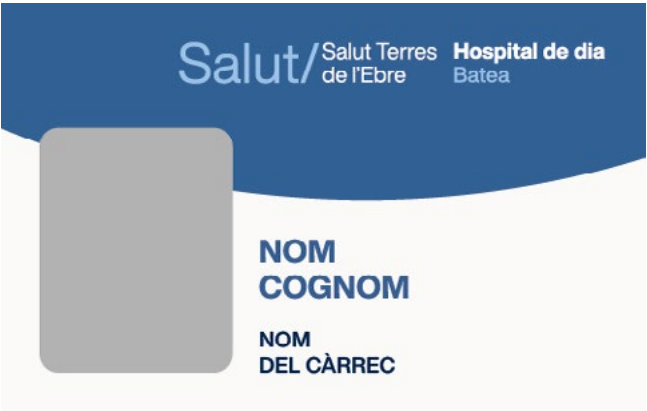 Salut/ Salut Terres de l'Ebre
Hospital de dia
Batea
NOM
COGNOM
NOM
DEL CÀRREC